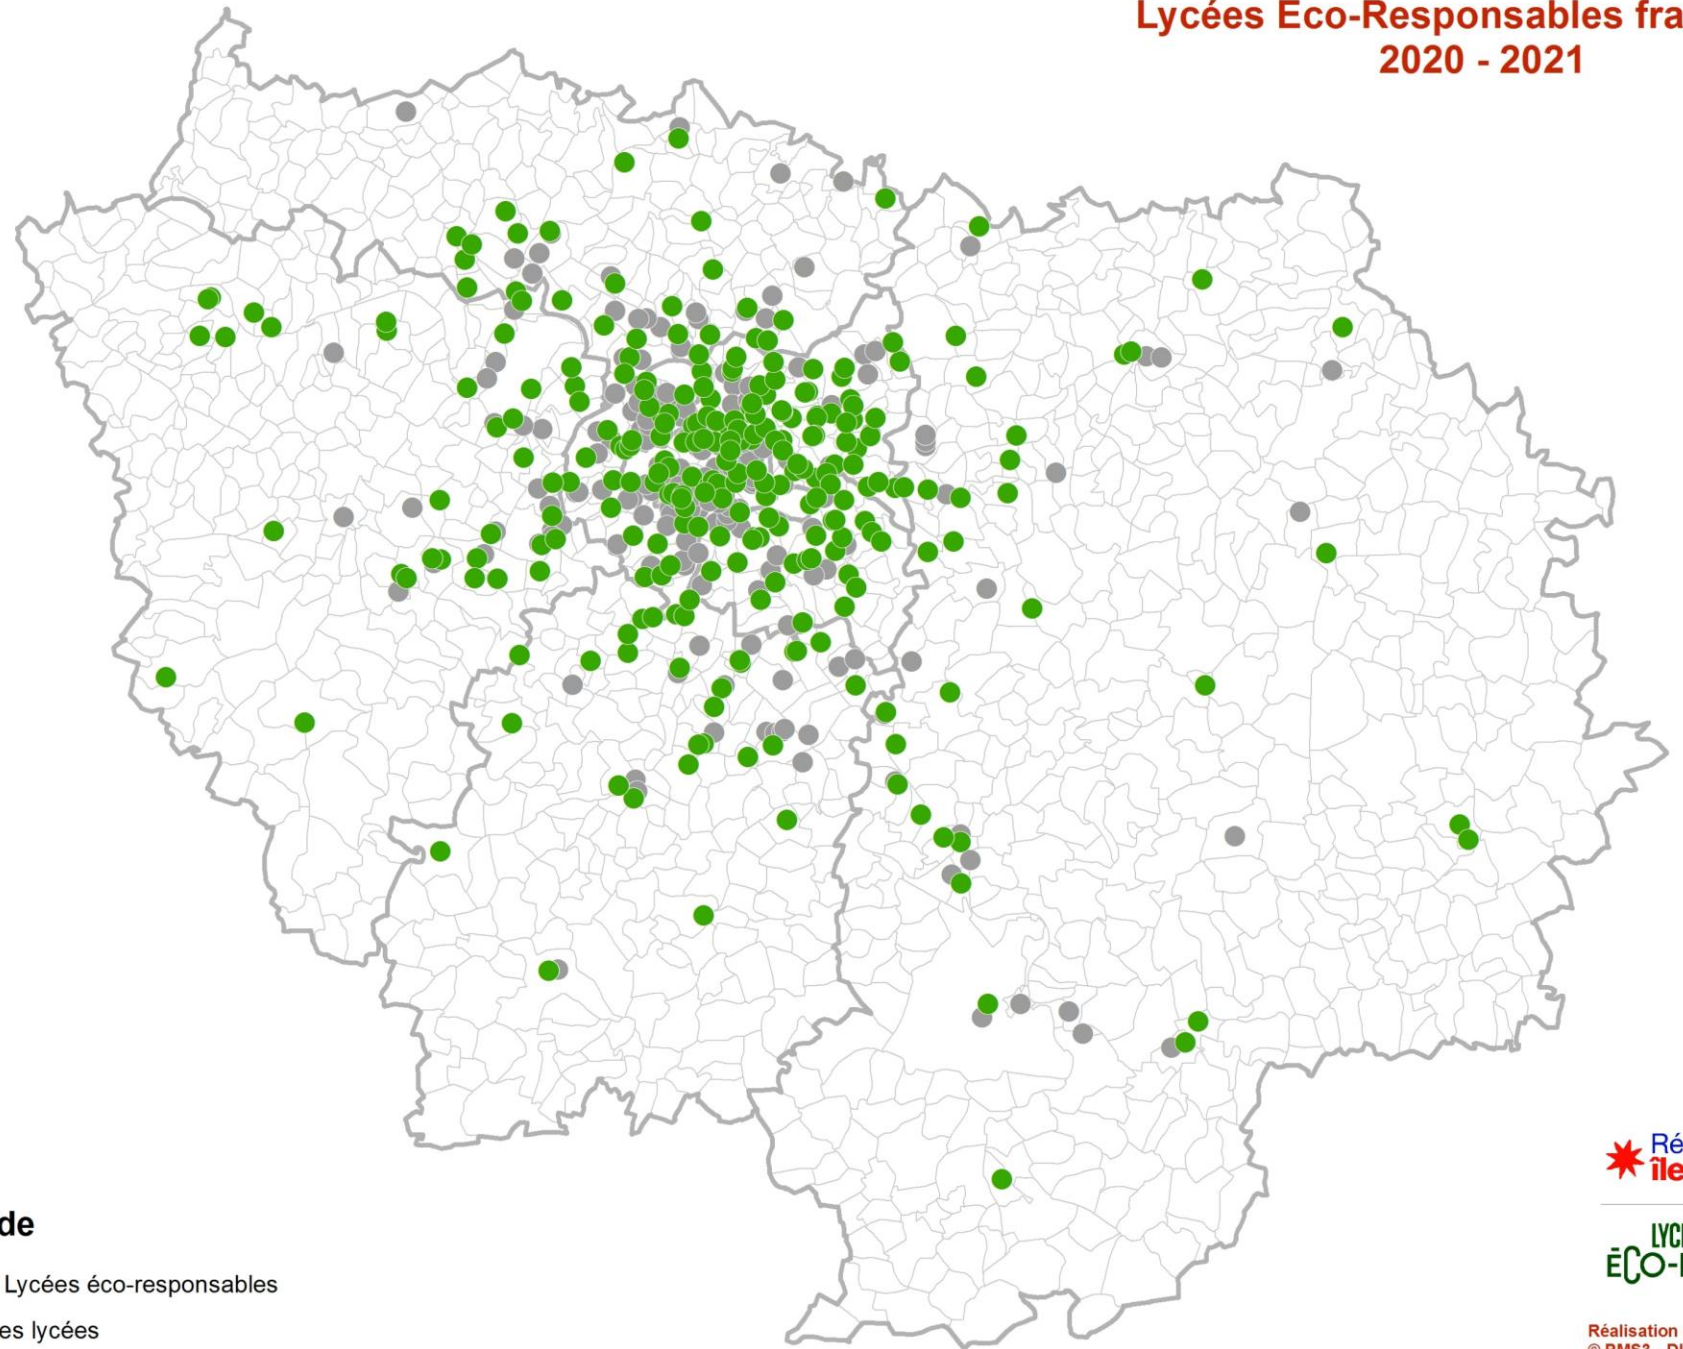 Lycées Eco-Responsables fra
2020 - 2021
de
Lycées éco-responsables
es lycées
Ré
île
LYC
ÉCO-
Réalisation